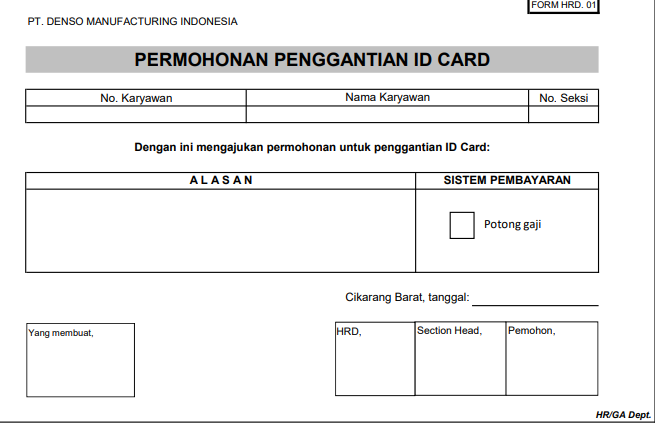 FORM HRD. 01
PT. DENSO MANUFACTURING INDONESIA
PERMOHONAN PENGGANTIAN ID CARD
No. Karyawan Nama Karyawan No. Seksi
Dengan ini mengajukan permohonan untuk penggantian ID Card:
A L A S A N SISTEM PEMBAYARAN
Potong gaji
Cikarang Barat, tanggal:
Yang membuat, HRD, Section Head, Pemohon,
HR/GA Dept.